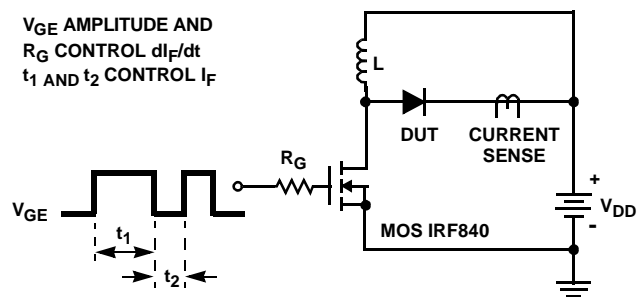 VGE AMPLITUDE AND
RG CONTROL dIF/dt
t1 AND t2 CONTROL IF
L
DUT
CURRENT
SENSE
RG
+
VDD
-
MOS IRF840
VGE
t1
t2